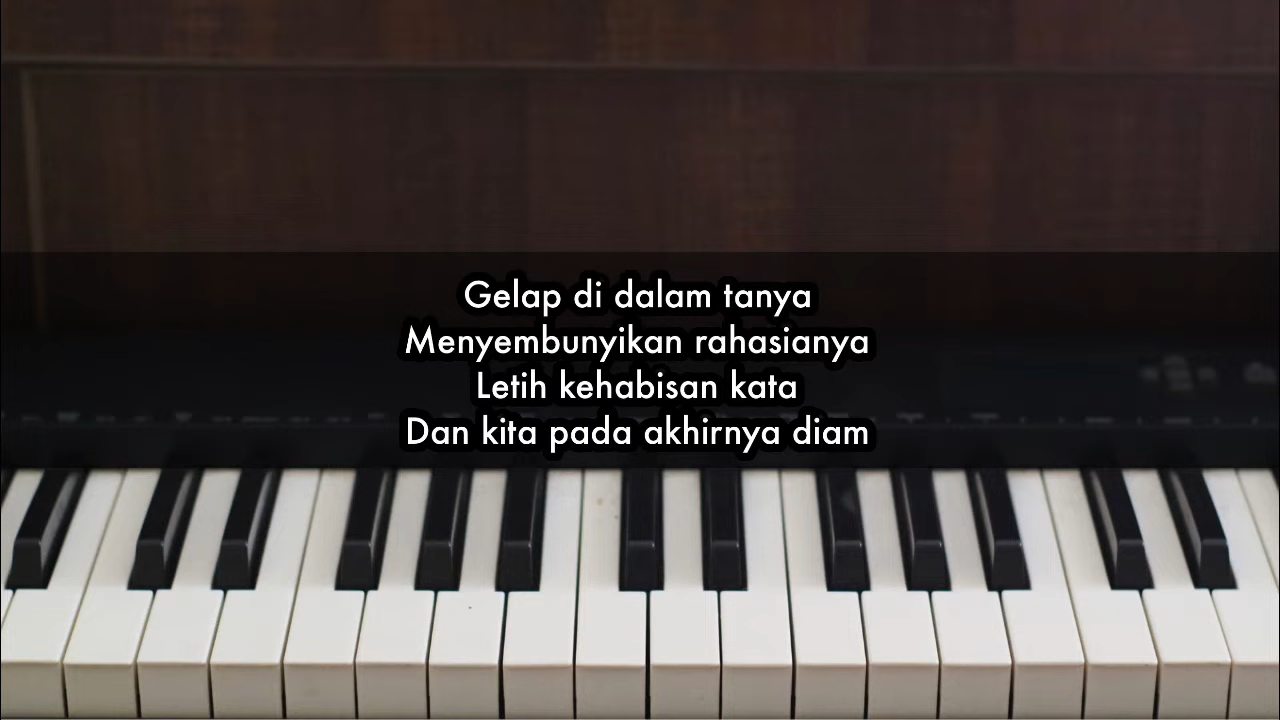 Gelap di dalam tanya
Menyembunyikan rahasianya
Letih kehabisan kata
Dan kita pada akhirnya diam